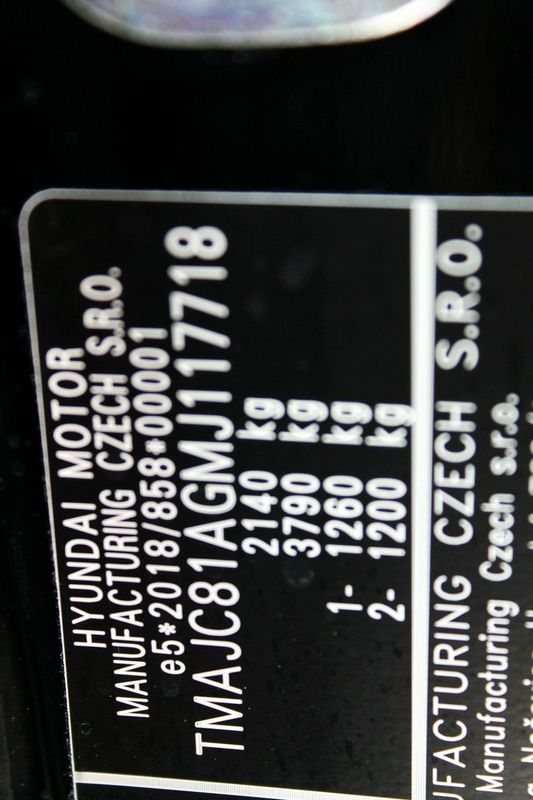 HYUNDAI MOTOR
MANUFACTURING CZECH S.R.O.
e5*2018/858*00001
TMAJC81AGMJ117718
2140 kg
3790 kg
1- 1260 kg
2- 1200 kg
UFACTURING CZECH S.R.O.
Manufacturing Czech s.r.o.